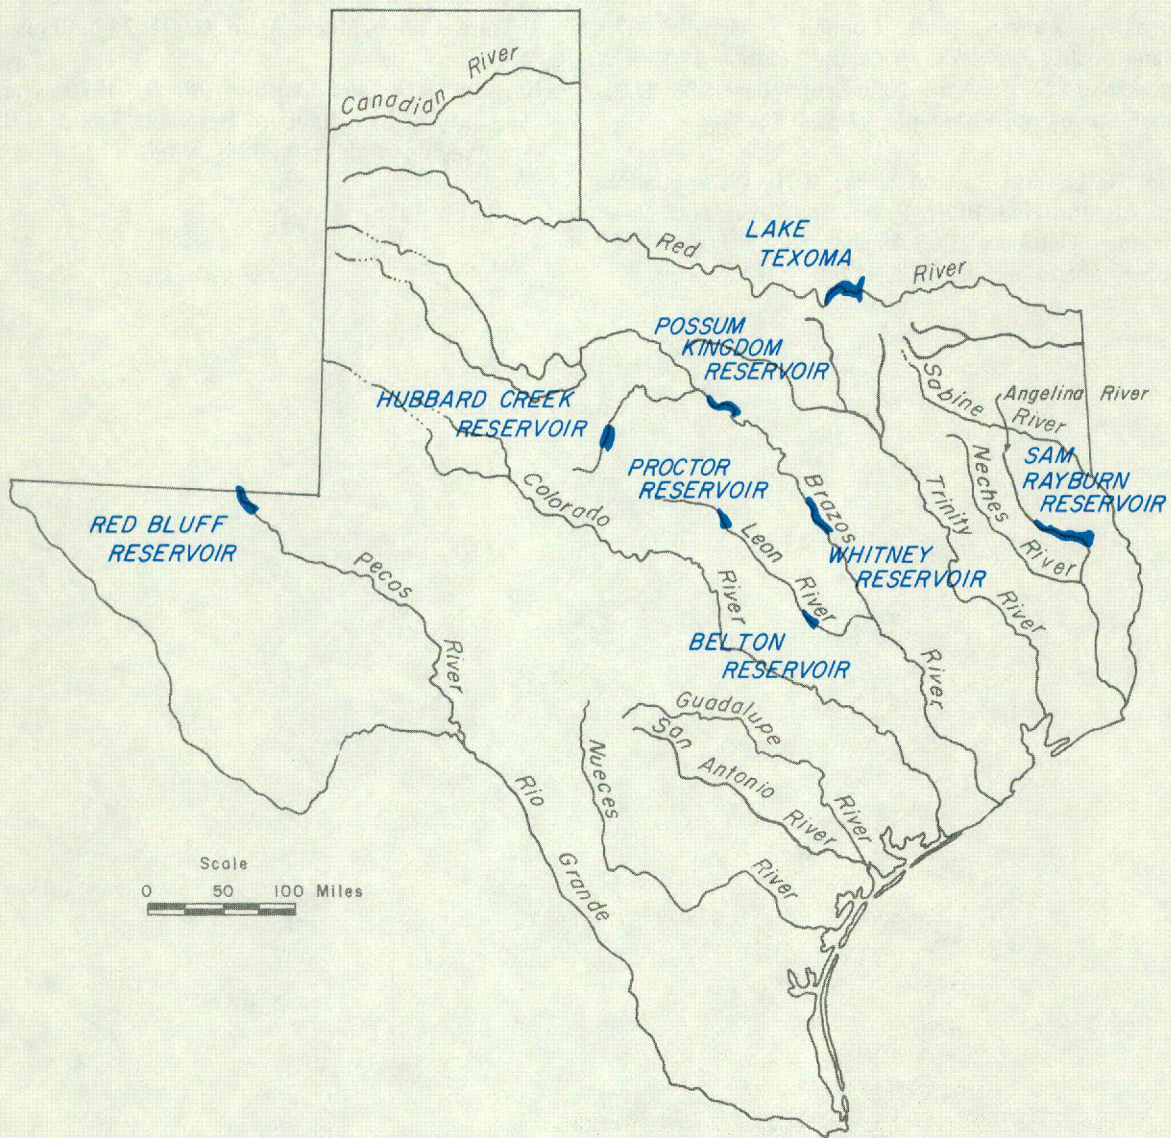 Canadian River
LAKE
TEXOMA
Red River
POSSUM
KINGDOM
RESERVOIR
HUBBARD CREEK
RESERVOIR
Sabine River
Angelina River
SAM
RAYBURN
RESERVOIR
Neches River
Trinity River
PROCTOR
RESERVOIR
Brazos River
WHITNEY
RESERVOIR
Colorado River
Leon River
RED BLUFF
RESERVOIR
Pecos River
BELTON
RESERVOIR
Guadalupe River
San Antonio River
Nueces River
Rio Grande
Scale
0 50 100 Miles